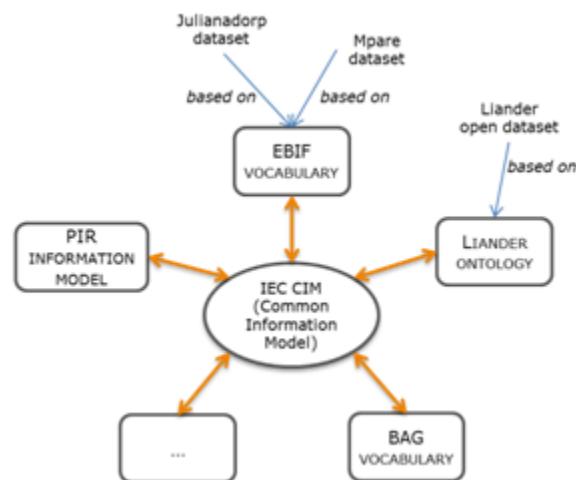 Julianadorp
dataset
Mpare
dataset
based on
based on
Liander
open dataset
based on
EBIF
VOCABULARY
PIR
INFORMATION
MODEL
LIANDER
ONTOLOGY
IEC CIM
(Common
Information
Model)
...
BAG
VOCABULARY